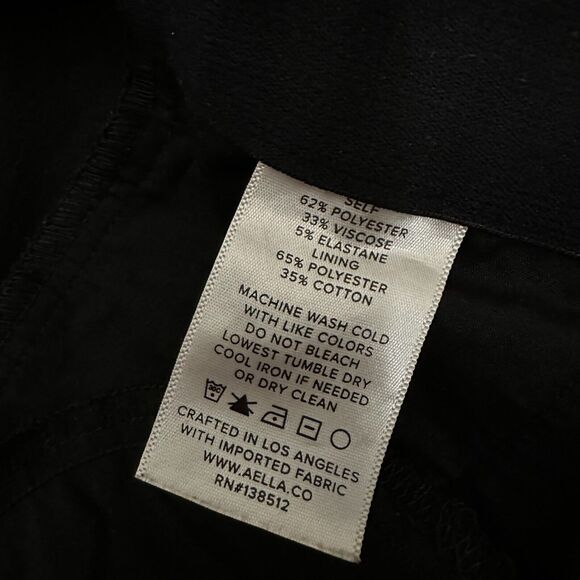 SELF
62% POLYESTER
33% VISCOSE
5% ELASTANE
LINING
65% POLYESTER
35% COTTON
MACHINE WASH COLD
WITH LIKE COLORS
DO NOT BLEACH
LOWEST TUMBLE DRY
COOL IRON IF NEEDED
OR DRY CLEAN
30C
CRAFTED IN LOS ANGELES
WITH IMPORTED FABRIC
WWW.AELLA.CO
RN#138512